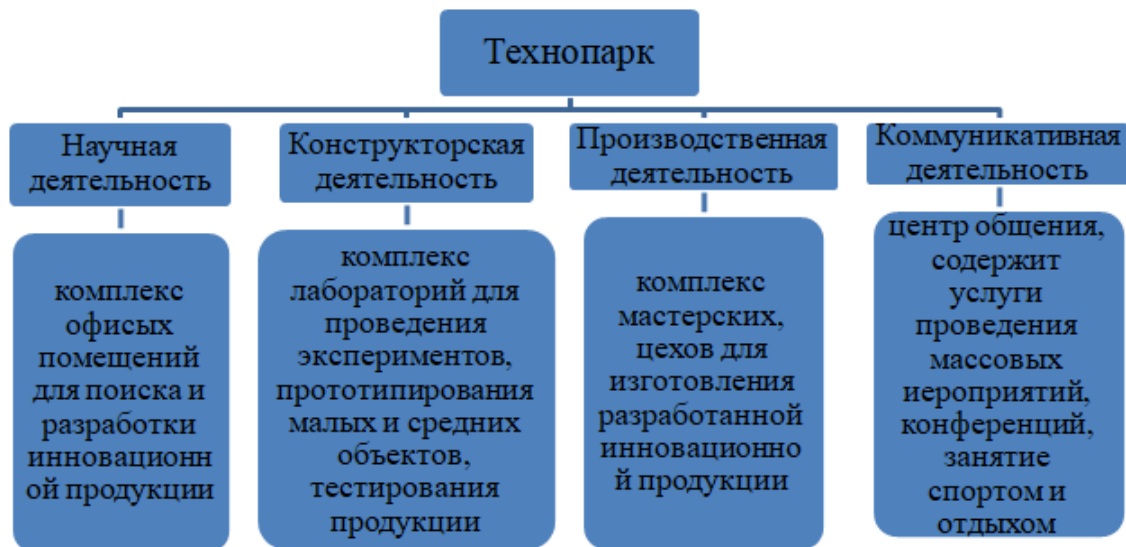 Технопарк
Научная
деятельность
Конструкторская
деятельность
Производственная
деятельность
Коммуникативная
деятельность
комплекс
офисых
помещений
для поиска и
разработки
инновационн
ой продукции
комплекс
лабораторий для
проведения
экспериментов,
прототипирования
малых и средних
объектов,
тестирования
продукции
комплекс
мастерских,
цехов для
изготовления
разработанной
инновационно
й продукции
центр общения,
содержит
услуги
проведения
массовых
иероприятий,
конференций,
занятие
спортом и
отдыхом